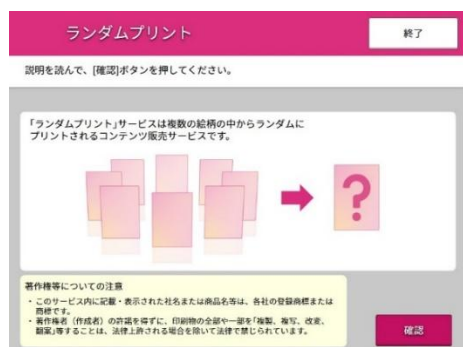 ランダムプリント
終了
説明を読んで、[確認]ボタンを押してください。
「ランダムプリント」サービスは複数の絵柄の中からランダムに
プリントされるコンテンツ販売サービスです。
?
著作権等についての注意
・このサービス内に記載・表示された社名または商品名等は、各社の登録商標または
商標です。
・著作権者（作成者）の許諾を得ずに、印刷物の全部や一部を「複製、複写、改変、
翻案」等することは、法律上許される場合を除いて法律で禁じられています。
確認